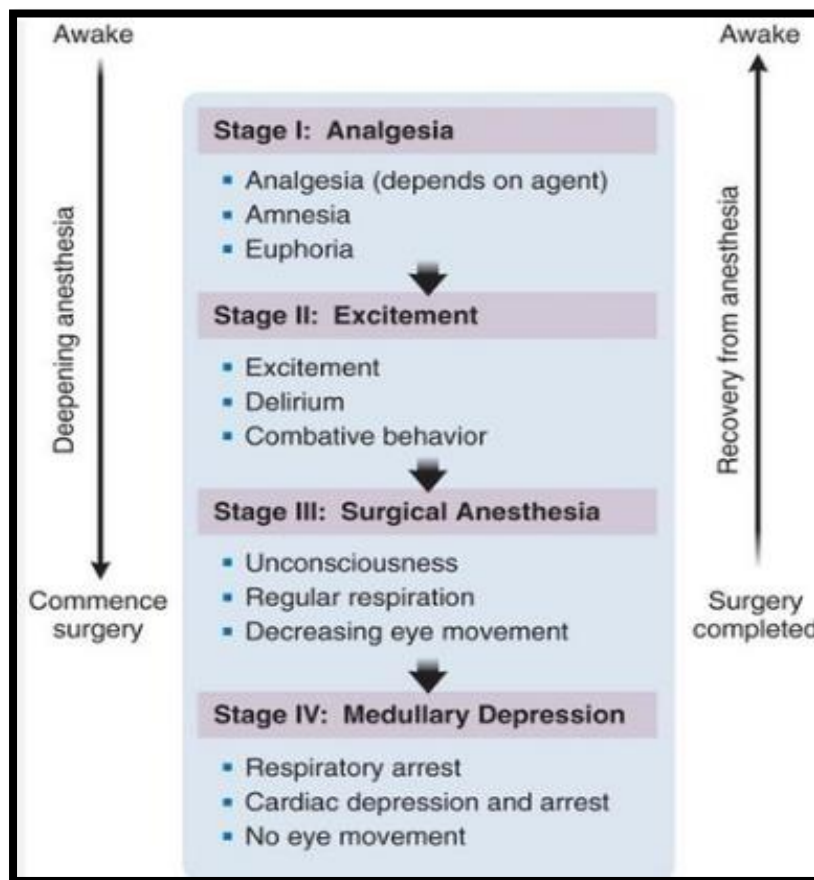 Awake
Awake
Stage I: Analgesia
Analgesia (depends on agent)
Amnesia
Euphoria
Deepening anesthesia
Recovery from anesthesia
Stage II: Excitement
Excitement
Delirium
Combative behavior
Stage III: Surgical Anesthesia
Unconsciousness
Regular respiration
Decreasing eye movement
Commence
surgery
Surgery
completed
Stage IV: Medullary Depression
Respiratory arrest
Cardiac depression and arrest
No eye movement